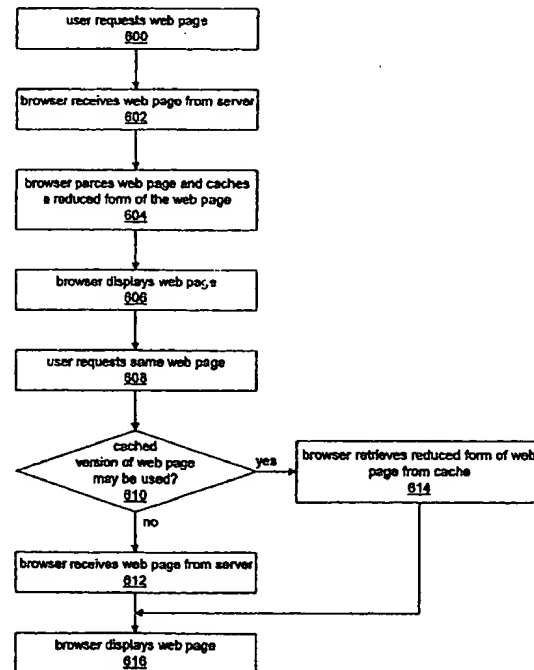 user requests web page
600
browser receives web page from server
602
browser parces web page and caches
a reduced form of the web page
604
browser displays web page
606
user requests same web page
608
cached
version of web page
may be used?
610
yes
browser retrieves reduced form of web
page from cache
614
no
browser receives web page from server
612
browser displays web page
616